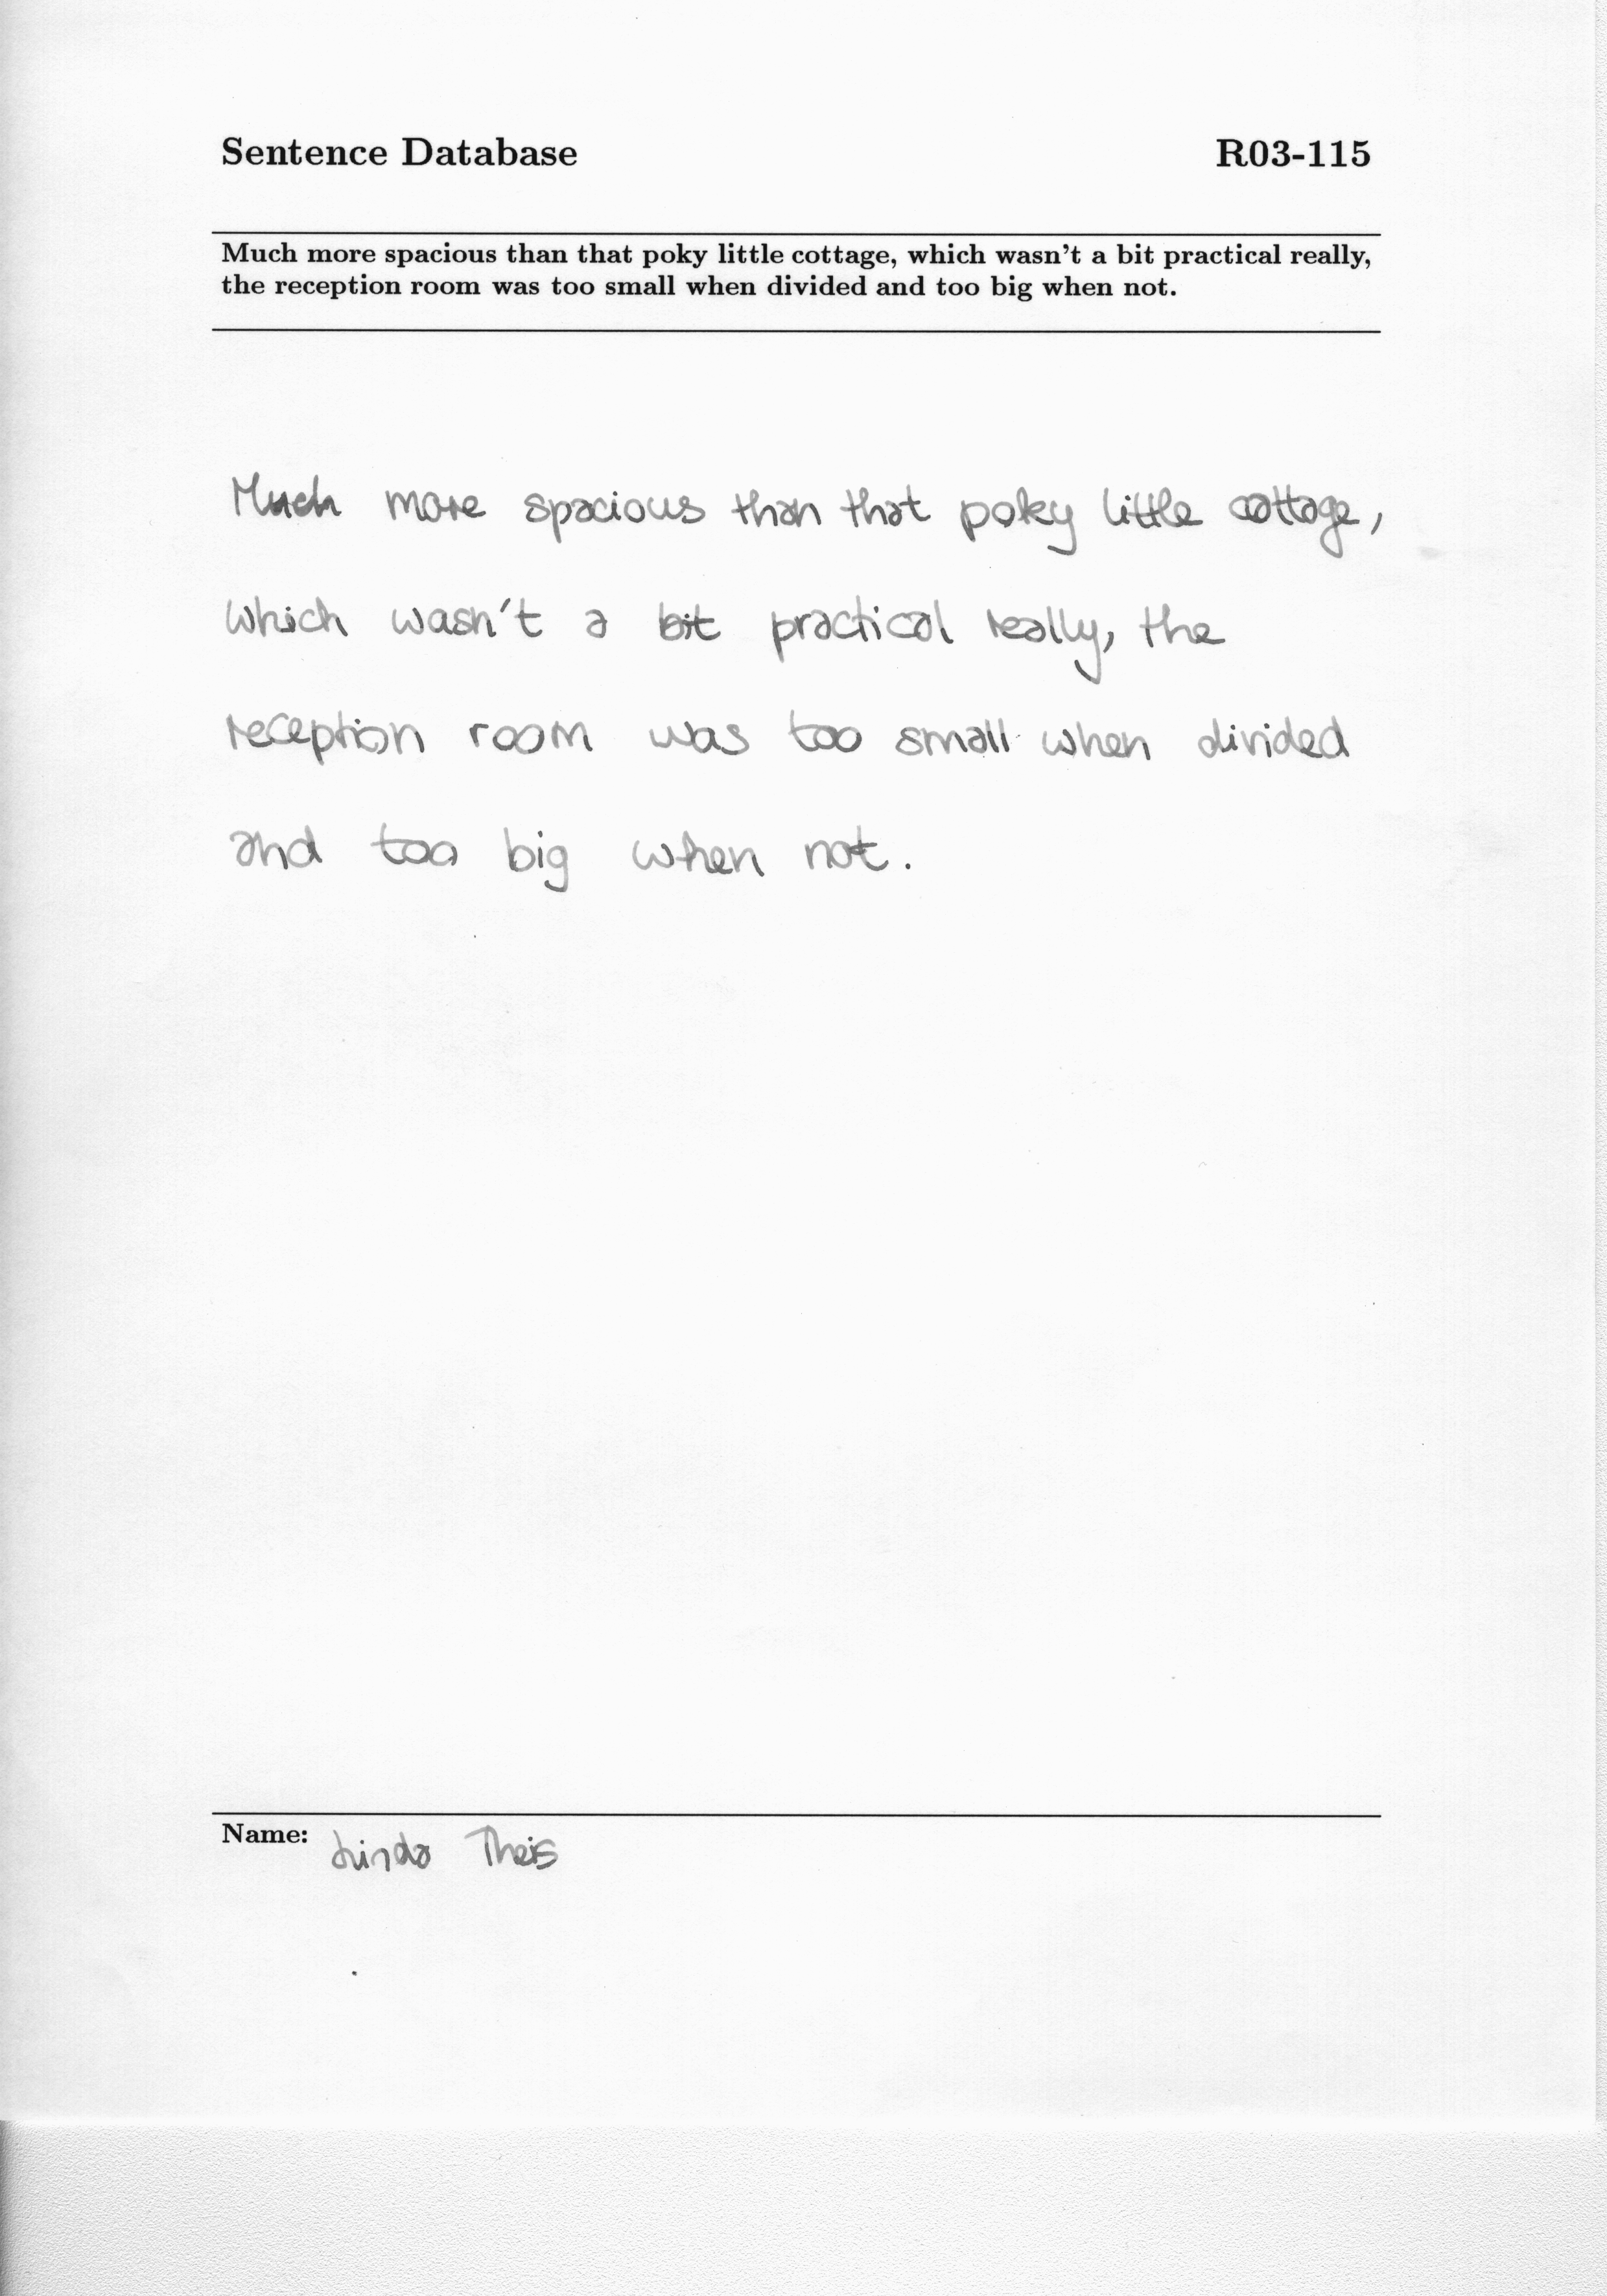 Sentence Database R03-115
Much more spacious than that poky little cottage, which wasn't a bit practical really,
the reception room was too small when divided and too big when not.
Much more spacious than that poky little cottage,
which wasn't a bit practical really, the
reception room was too small when divided
and too big when not.
Name: Linda Theis